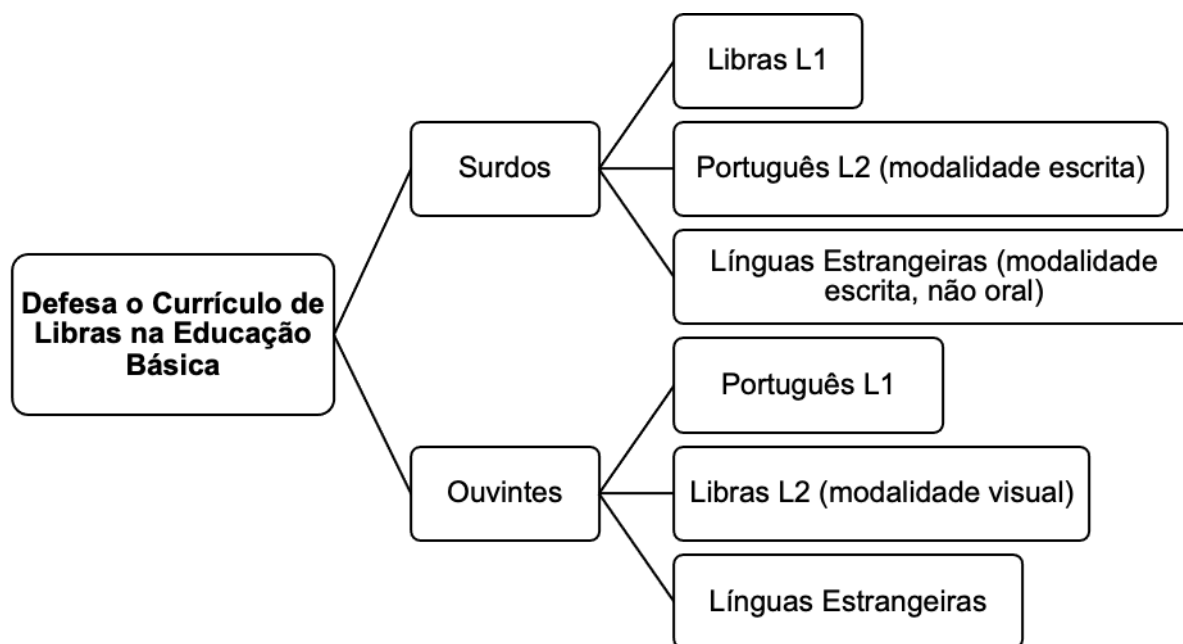 Defesa o Currículo de
Libras na Educação
Básica
Surdos
Libras L1
Português L2 (modalidade escrita)
Línguas Estrangeiras (modalidade
escrita, não oral)
Ouvintes
Português L1
Libras L2 (modalidade visual)
Línguas Estrangeiras